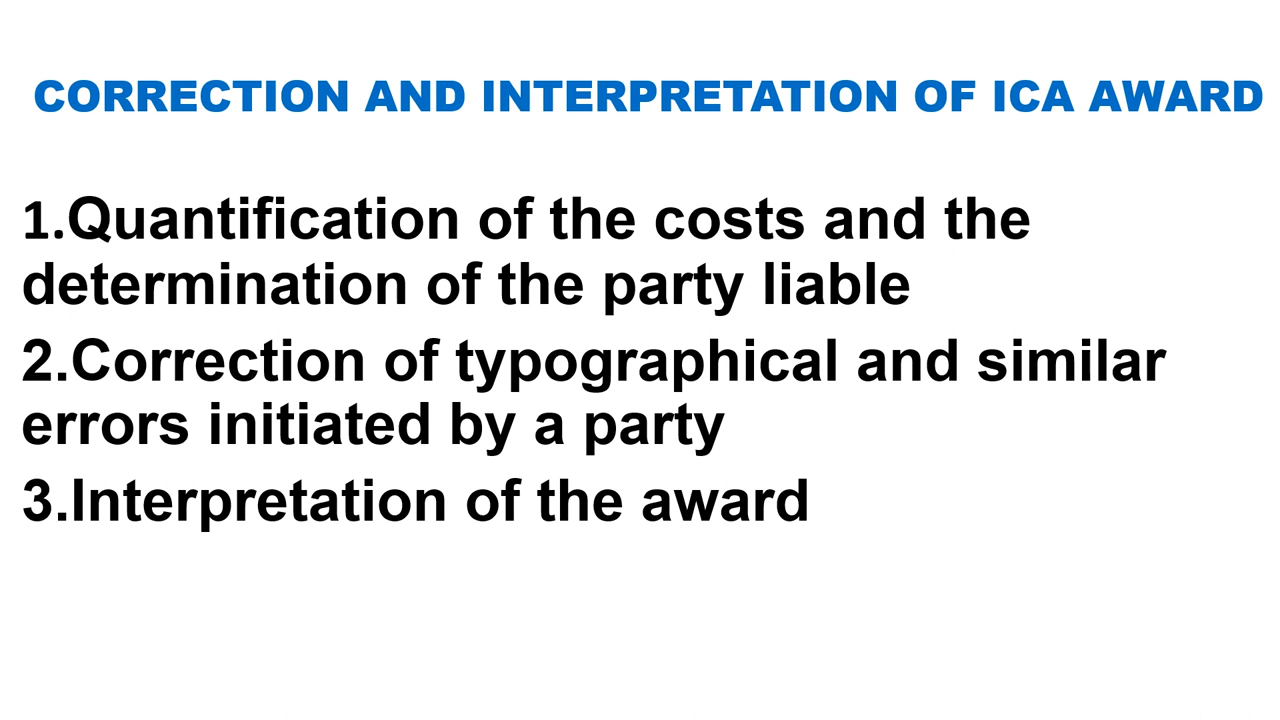 CORRECTION AND INTERPRETATION OF ICA AWARD
1.Quantification of the costs and the
determination of the party liable
2.Correction of typographical and similar
errors initiated by a party
3.Interpretation of the award